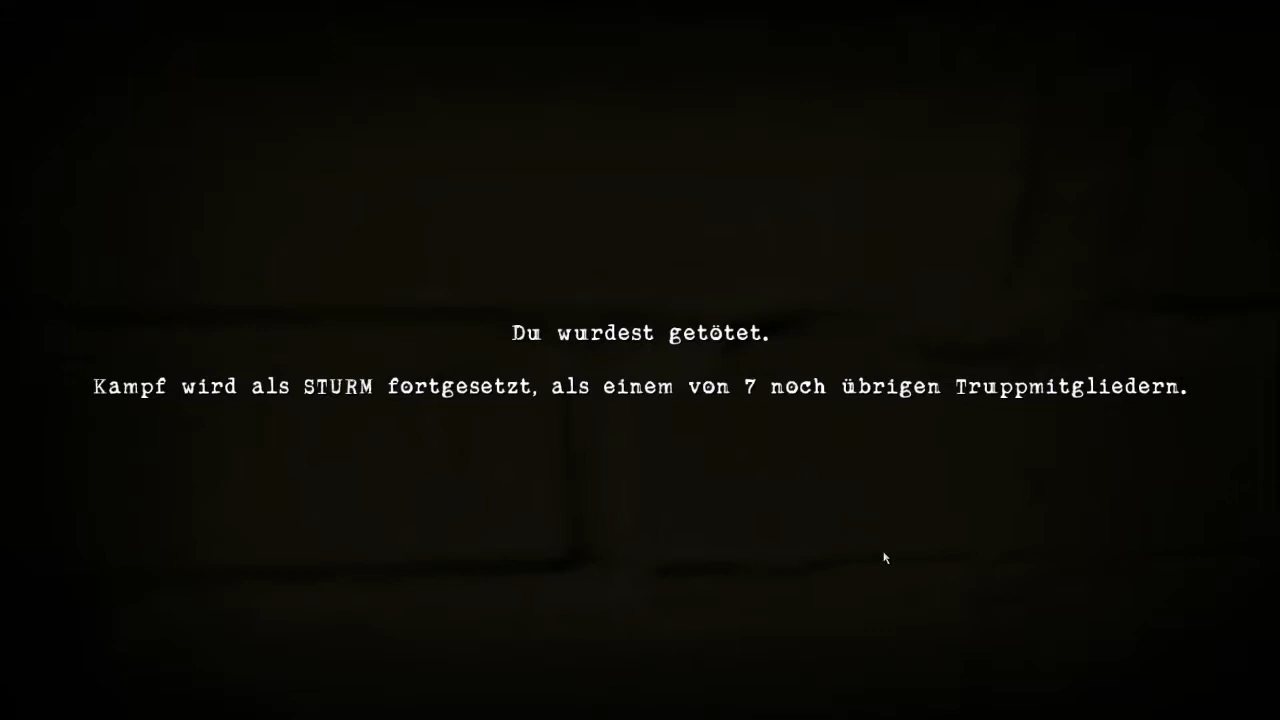 Du wurdest getötet.
Kampf wird als STURM fortgesetzt, als einem von 7 noch übrigen Truppmitgliedern.